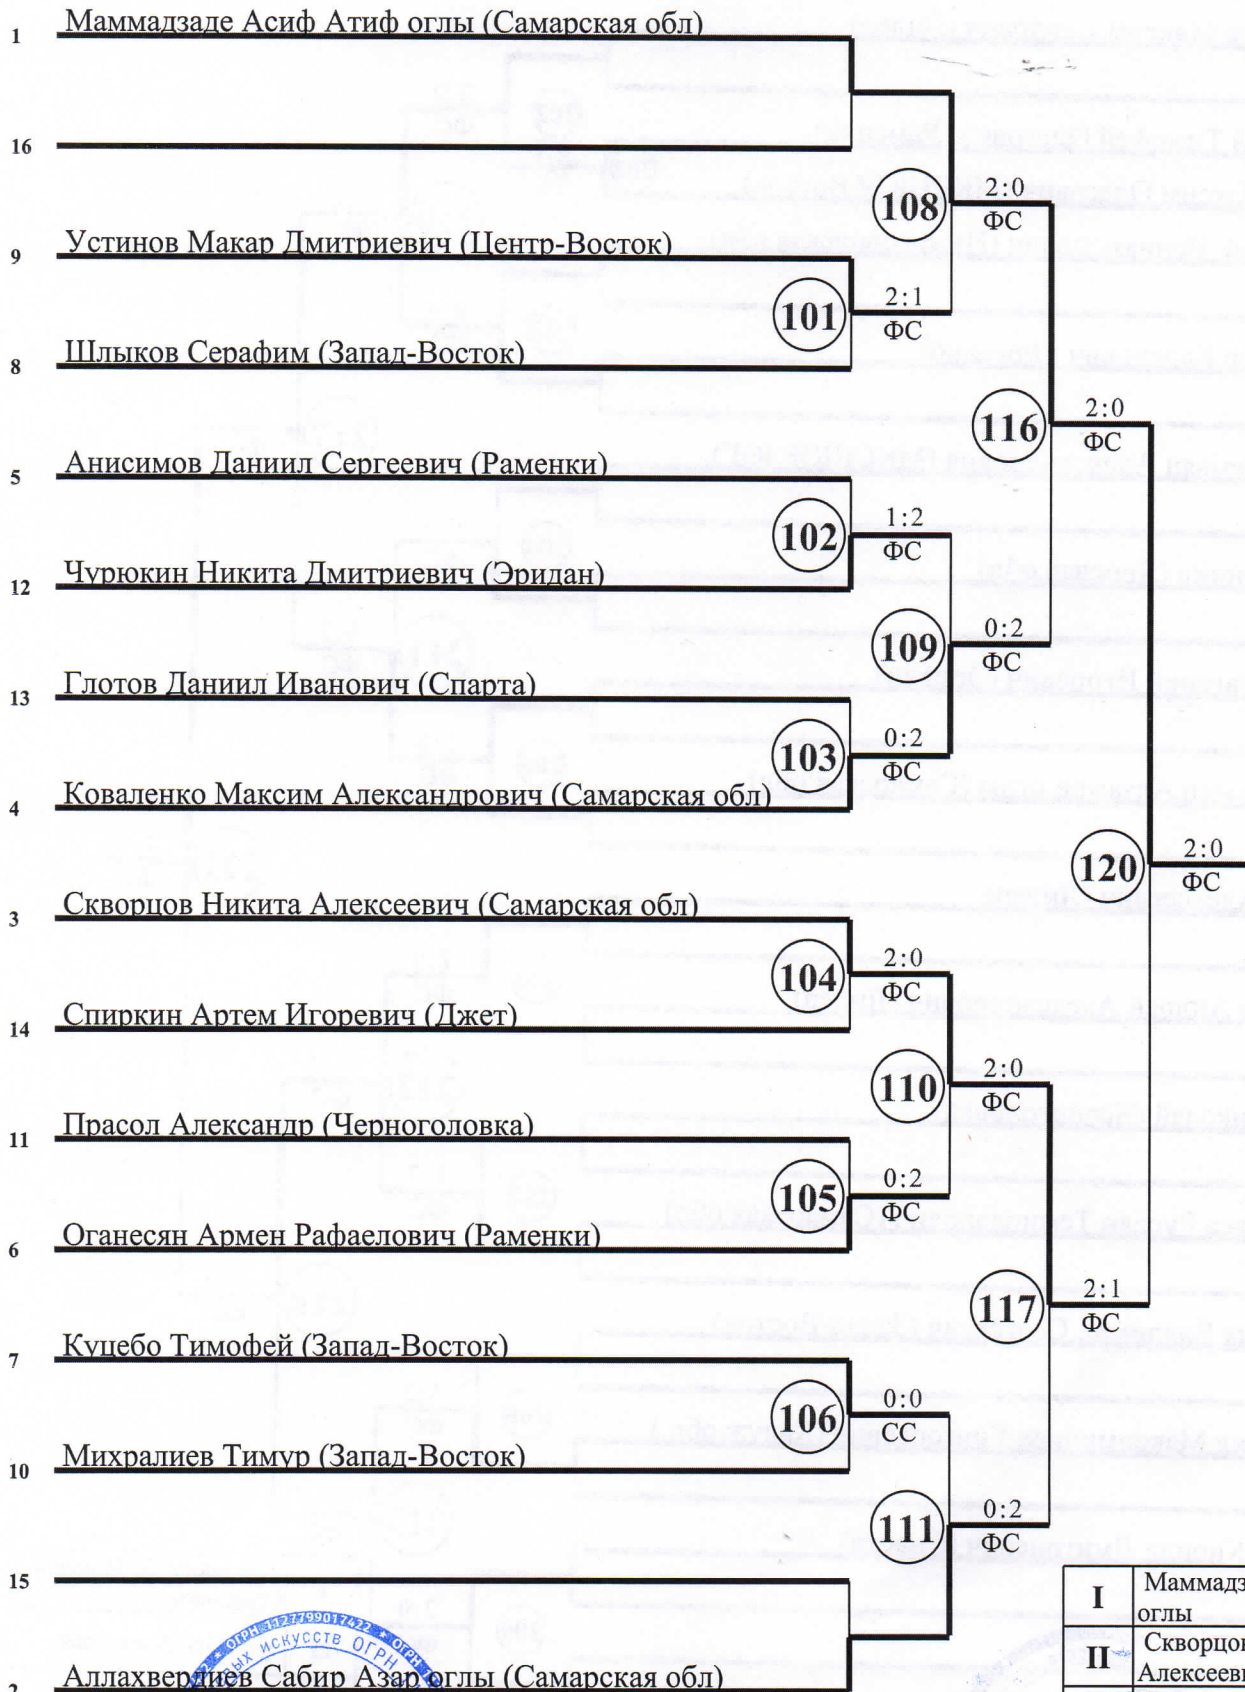 1 Маммадзаде Асиф Атиф оглы (Самарская обл)
16
108 2:0 ФС
9 Устинов Макар Дмитриевич (Центр-Восток)
101 2:1 ФС
8 Шлыков Серафим (Запад-Восток)
116 2:0 ФС
5 Анисимов Даниил Сергеевич (Раменки)
102 1:2 ФС
12 Чурюкин Никита Дмитриевич (Эридан)
109 0:2 ФС
13 Глотов Даниил Иванович (Спарта)
103 0:2 ФС
4 Коваленко Максим Александрович (Самарская обл)
120 2:0 ФС
3 Скворцов Никита Алексеевич (Самарская обл)
104 2:0 ФС
14 Спиркин Артем Игоревич (Джет)
110 2:0 ФС
11 Прасол Александр (Черноголовка)
105 0:2 ФС
6 Оганесян Армен Рафаелович (Раменки)
117 2:1 ФС
7 Куцебо Тимофей (Запад-Восток)
106 0:0 СС
10 Михралиев Тимур (Запад-Восток)
111 0:2 ФС
15
I Маммадз
оглы
II Скворцов
Алексеев
ОГРН 1127799017422 * ОГРН
искусств ОГРН
2 Аллахвердиев Сабир Азар оглы (Самарская обл)